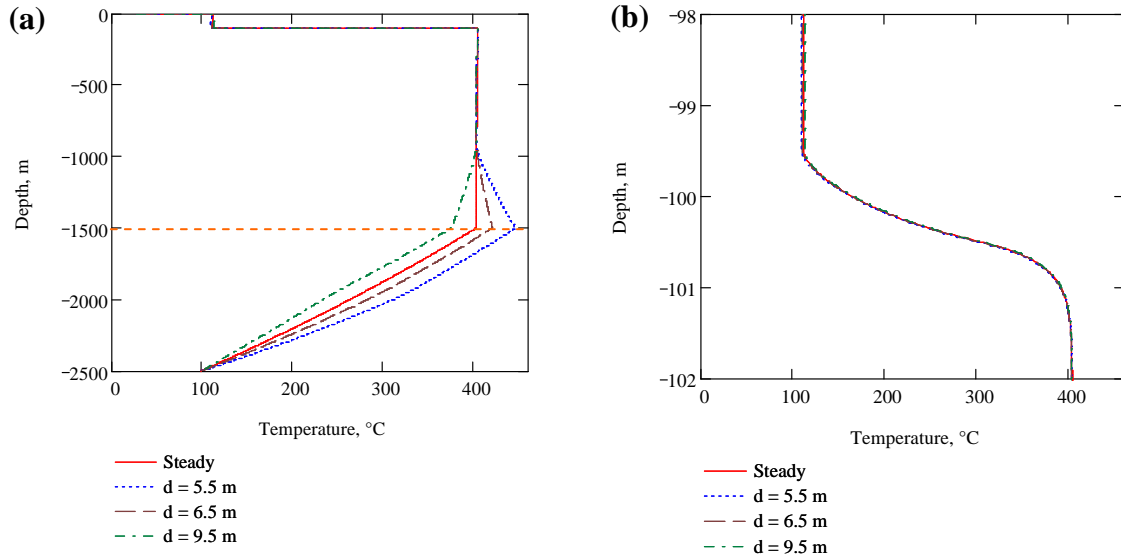 (a)
0
−500
−1000
−1500
−2000
−2500
Depth, m
0 100 200 300 400
Temperature, °C
Steady
d = 5.5 m
d = 6.5 m
d = 9.5 m
(b)
−98
−99
−100
−101
−102
Depth, m
0 100 200 300 400
Temperature, °C
Steady
d = 5.5 m
d = 6.5 m
d = 9.5 m